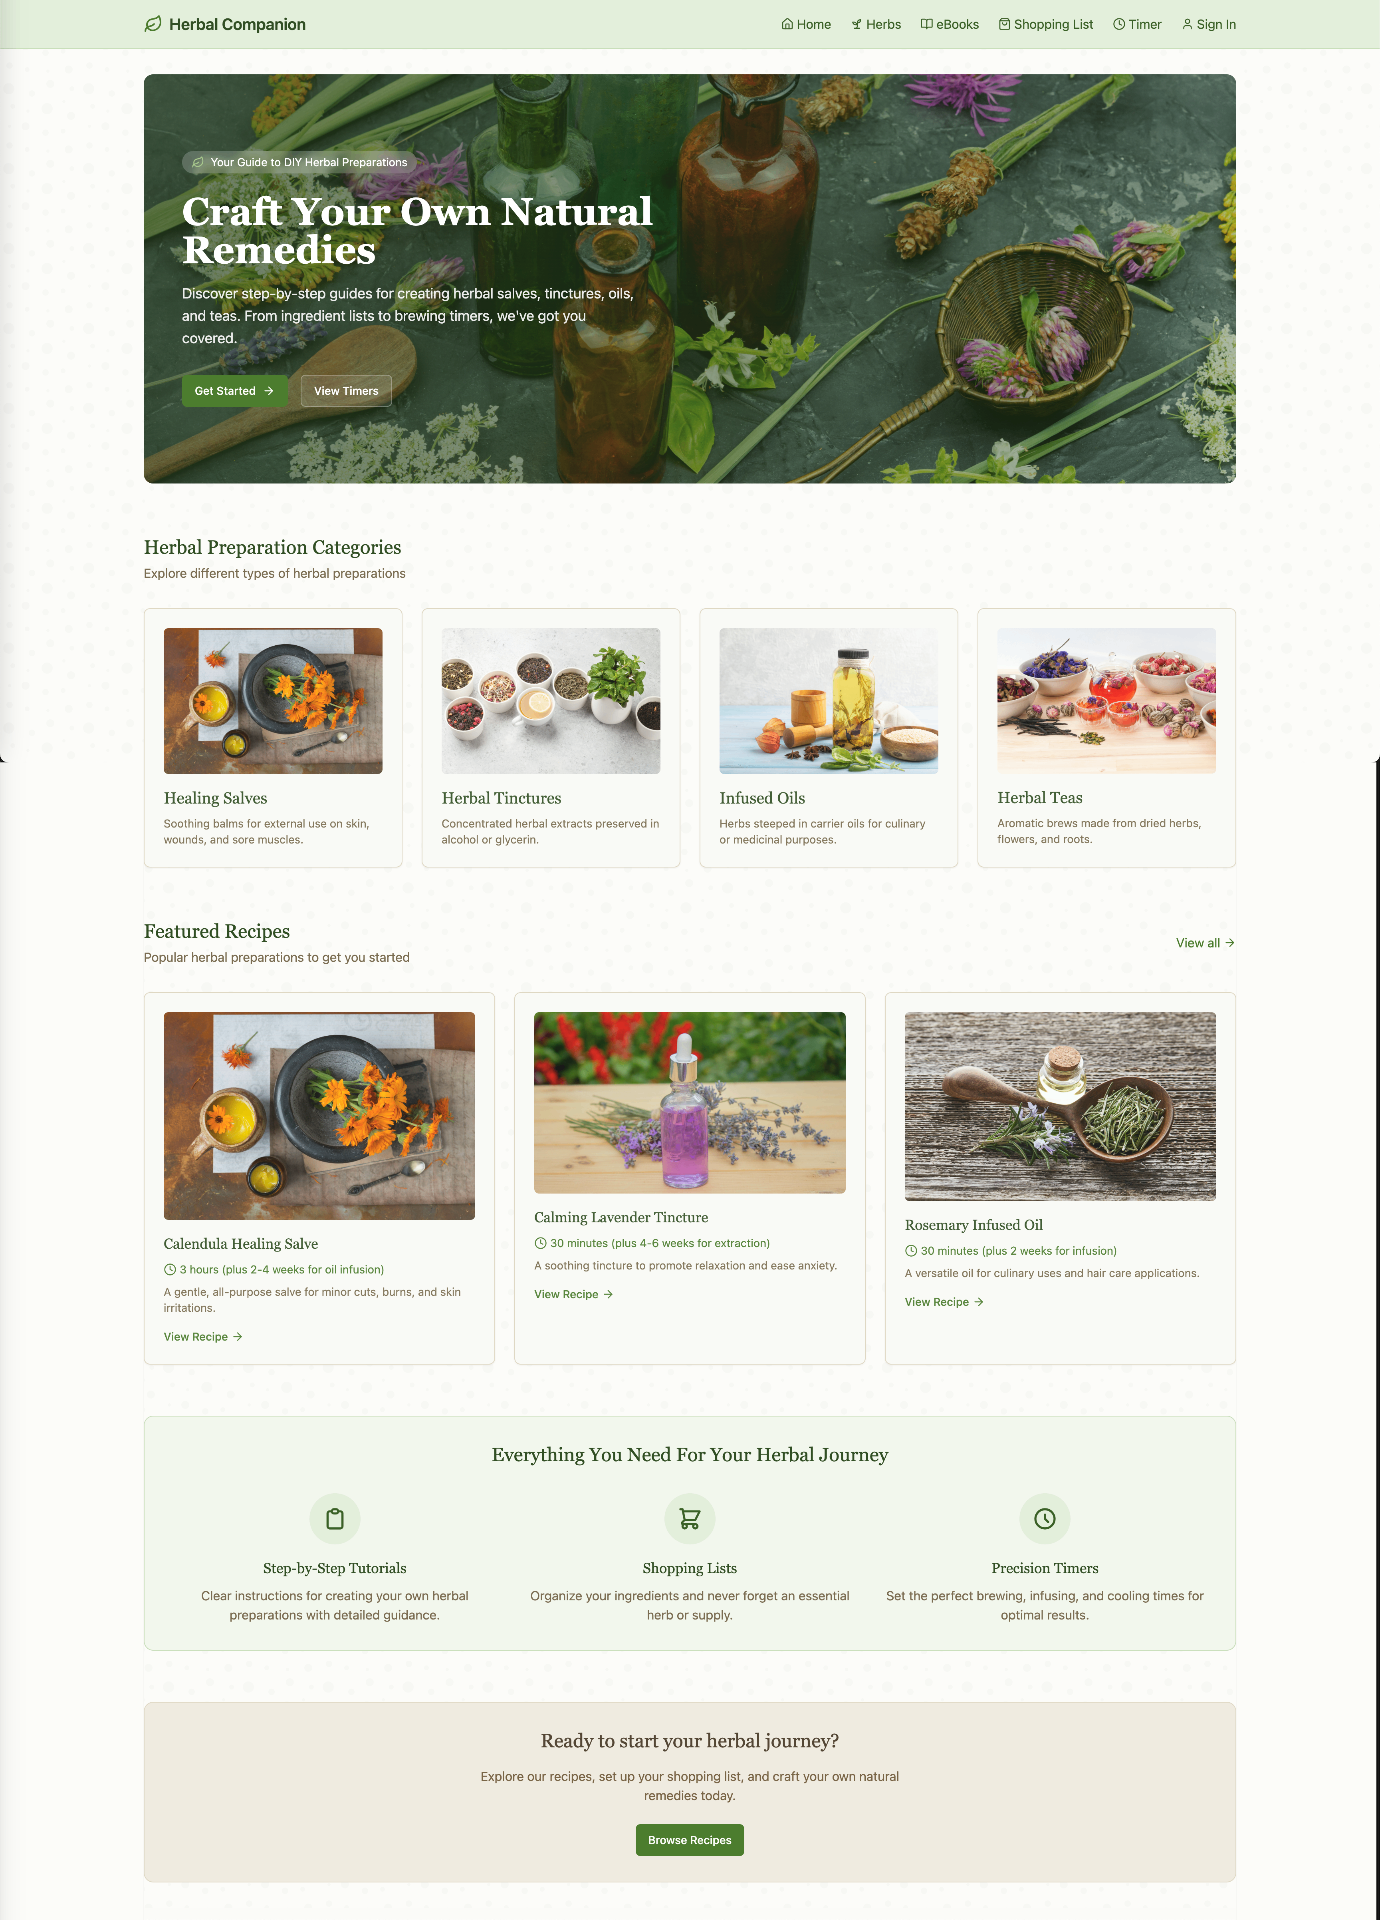 Herbal Companion
Home
Herbs
eBooks
Shopping List
Timer
Sign In
Your Guide to DIY Herbal Preparations
Craft Your Own Natural
Remedies
Discover step-by-step guides for creating herbal salves, tinctures, oils,
and teas. From ingredient lists to brewing timers, we've got you
covered.
Get Started →
View Timers
Herbal Preparation Categories
Explore different types of herbal preparations
Healing Salves
Soothing balms for external use on skin,
wounds, and sore muscles.
Herbal Tinctures
Concentrated herbal extracts preserved in
alcohol or glycerin.
Infused Oils
Herbs steeped in carrier oils for culinary
or medicinal purposes.
Herbal Teas
Aromatic brews made from dried herbs,
flowers, and roots.
Featured Recipes
Popular herbal preparations to get you started
View all →
Calendula Healing Salve
3 hours (plus 2-4 weeks for oil infusion)
A gentle, all-purpose salve for minor cuts, burns, and skin
irritations.
View Recipe →
Calming Lavender Tincture
30 minutes (plus 4-6 weeks for extraction)
A soothing tincture to promote relaxation and ease anxiety.
View Recipe →
Rosemary Infused Oil
30 minutes (plus 2 weeks for infusion)
A versatile oil for culinary uses and hair care applications.
View Recipe →
Everything You Need For Your Herbal Journey
Step-by-Step Tutorials
Clear instructions for creating your own herbal
preparations with detailed guidance.
Shopping Lists
Organize your ingredients and never forget an essential
herb or supply.
Precision Timers
Set the perfect brewing, infusing, and cooling times for
optimal results.
Ready to start your herbal journey?
Explore our recipes, set up your shopping list, and craft your own natural
remedies today.
Browse Recipes